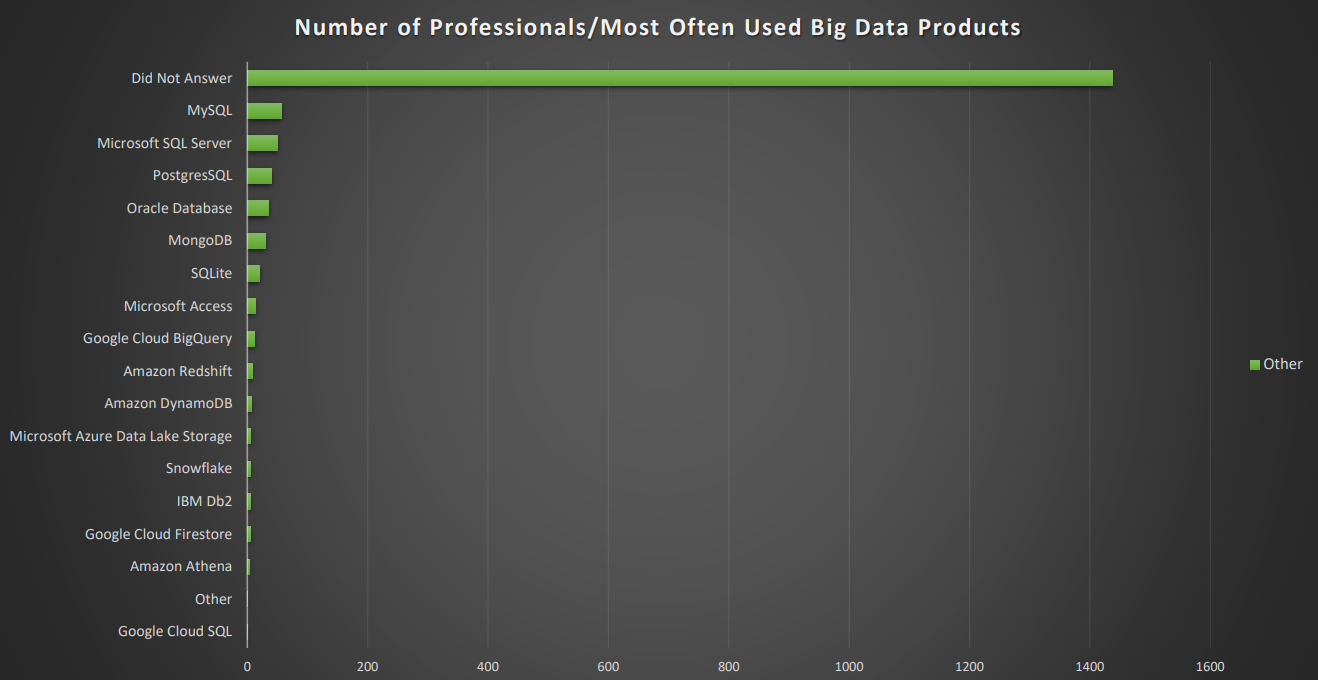 Number of Professionals/Most Often Used Big Data Products
Did Not Answer
MySQL
Microsoft SQL Server
PostgresSQL
Oracle Database
MongoDB
SQLite
Microsoft Access
Google Cloud BigQuery
Amazon Redshift
Amazon DynamoDB
Microsoft Azure Data Lake Storage
Snowflake
IBM Db2
Google Cloud Firestore
Amazon Athena
Other
Google Cloud SQL
0 200 400 600 800 1000 1200 1400 1600
Other